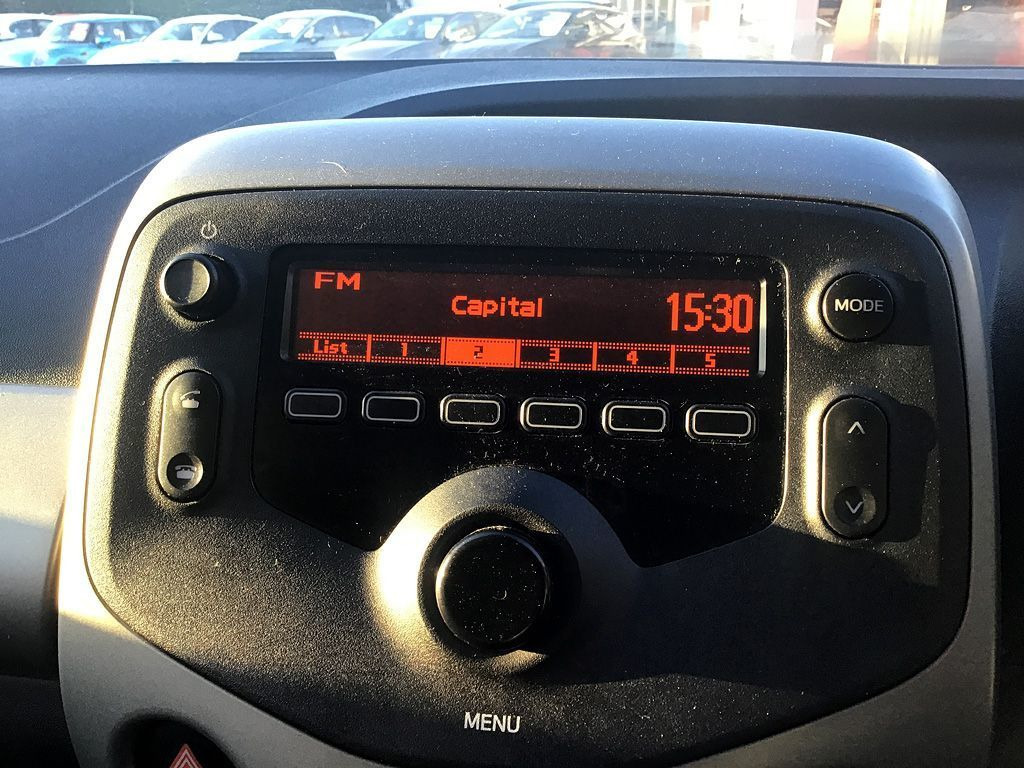 FM
Capital
15:30
List 1 2 3 4 5
MODE
MENU